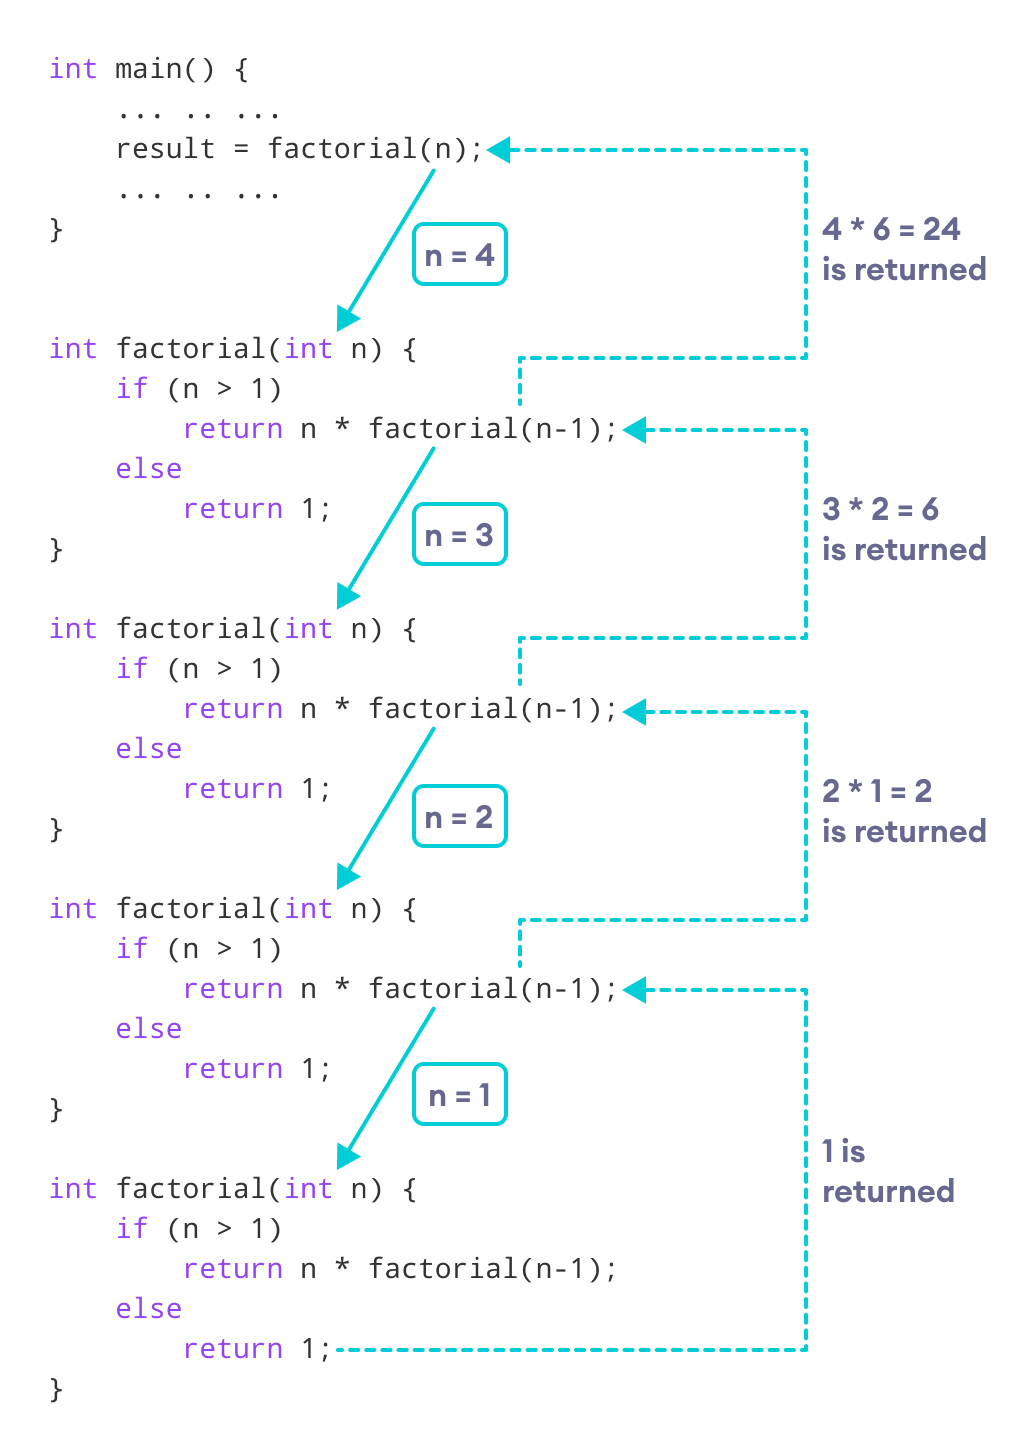 int main() {
... .. ...
result = factorial(n);
... .. ...
}
n = 4
4 * 6 = 24
is returned
int factorial(int n) {
if (n > 1)
return n * factorial(n-1);
else
return 1;
}
n = 3
3 * 2 = 6
is returned
int factorial(int n) {
if (n > 1)
return n * factorial(n-1);
else
return 1;
}
n = 2
2 * 1 = 2
is returned
int factorial(int n) {
if (n > 1)
return n * factorial(n-1);
else
return 1;
}
n = 1
1 is
returned
int factorial(int n) {
if (n > 1)
return n * factorial(n-1);
else
return 1;
}